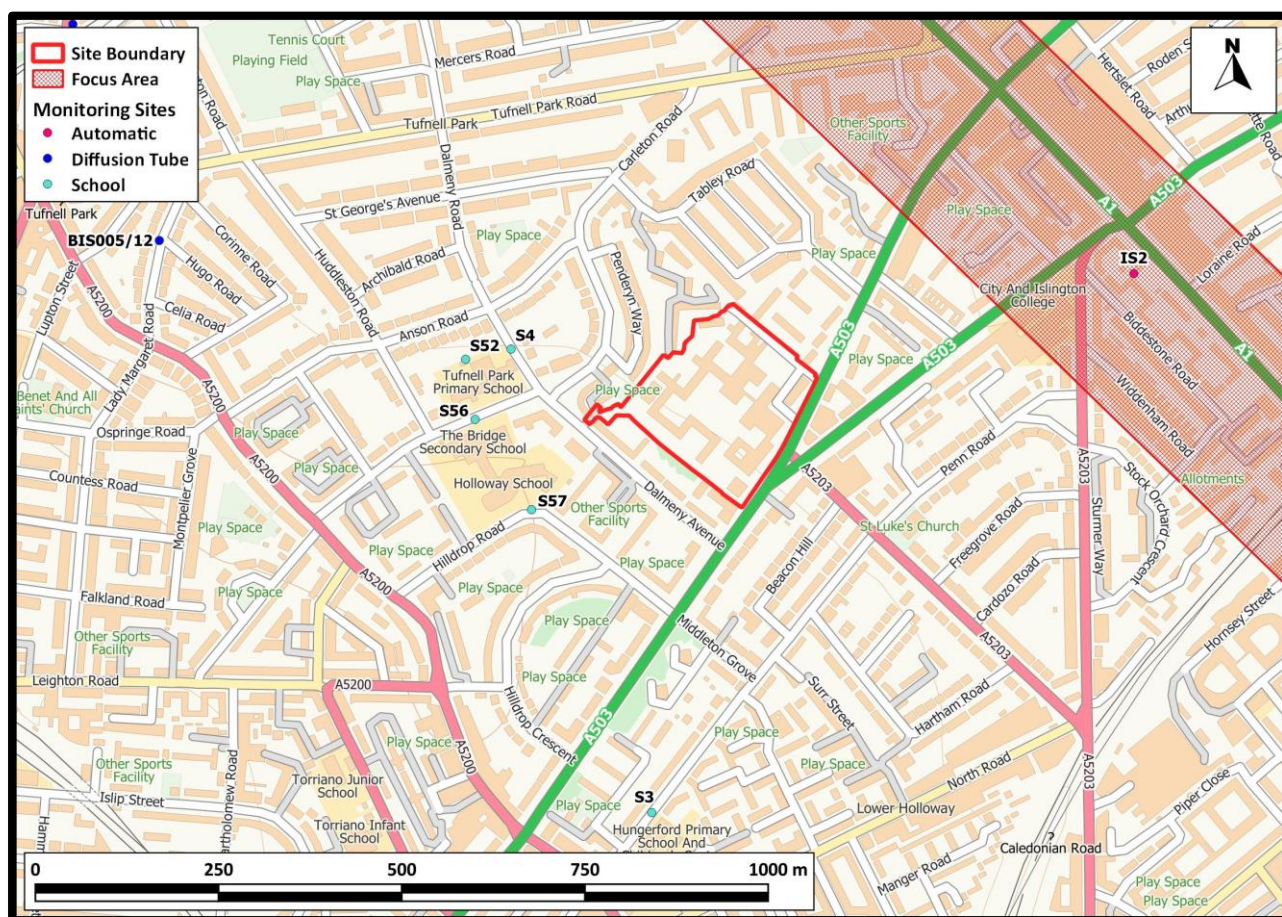 Site Boundary
Focus Area
Monitoring Sites
Automatic
Diffusion Tube
School
N
Tennis Court
Playing Field
Play Space
Mercers Road
Tufnell Park Road
Tufnell Park
Dalmeny Road
Carleton Road
Other Sports
Facility
Hertslet Road
A503
A1
Tufnell Park
BIS005/12
Lupton Street
Corinne Road
Hugo Road
Celia Road
Lady Margaret Road
St George's Avenue
Archibald Road
Huddleston Road
Anson Road
Play Space
Penderyn Way
Tabley Road
Play Space
Play Space
City And Islington
College
IS2
Loraine Road
Biddestone Road
Widdenham Road
A1
A503
A503
Play Space
A5200
S52
S4
Tufnell Park
Primary School
S56
The Bridge
Secondary School
Holloway School
S57
Play Space
Benet And All
Ospringe Road
Countess Road
Montpelier Grove
Play Space
Play Space
Play Space
Play Space
A5200
Hilldrop Road
Other Sports
Facility
Dalmeny Avenue
Play Space
Penn Road
A5203
A5203
St Luke's Church
Freegrove Road
Cardozo Road
Sturmer Way
Stock Orchard
Crescent
Allotments
Beacon Hill
Falkland Road
Play Space
Other Sports
Facility
Leighton Road
A5200
A5200
Play Space
Play Space
Play Space
Hilldrop Crescent
A503
Middleton Grove
Surr Street
Hartham Road
A5203
North Road
Hornsey Street
Play Space
Play Space
Other Sports
Facility
Islip Street
Torriano Junior
School
Torriano Infant
School
Play Space
S3
Hungerford Primary
School And
Lower Holloway
A5203
Piper Close
Caledonian Road
Manger Road
Play Space
Play Space
0 250 500 750 1000 m